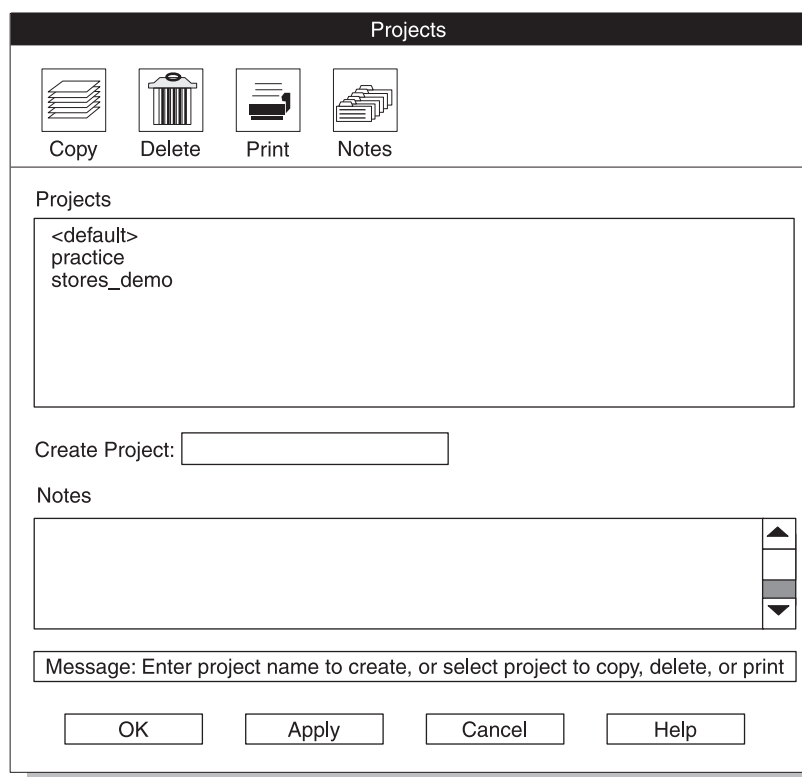 Projects
Copy Delete Print Notes
Projects
<default>
practice
stores_demo
Create Project:
Notes
Message: Enter project name to create, or select project to copy, delete, or print
OK Apply Cancel Help